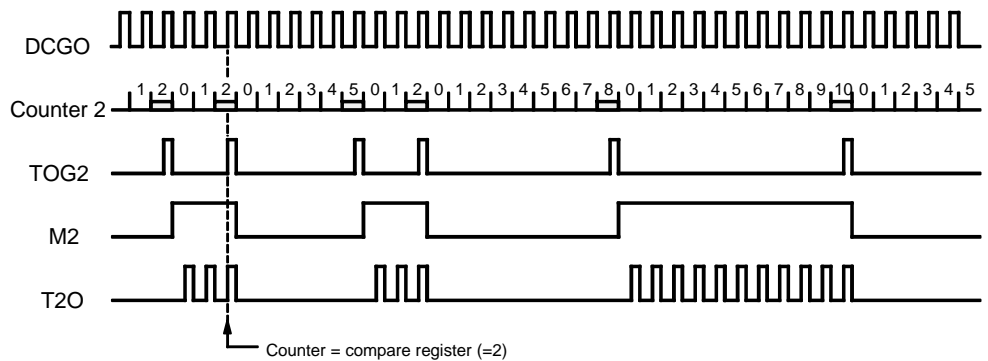 DCGO
Counter 2 1 2 0 1 2 0 1 2 3 4 5 0 1 2 0 1 2 3 4 5 6 7 8 0 1 2 3 4 5 6 7 8 9 10 0 1 2 3 4 5
TOG2
M2
T2O
Counter = compare register (=2)